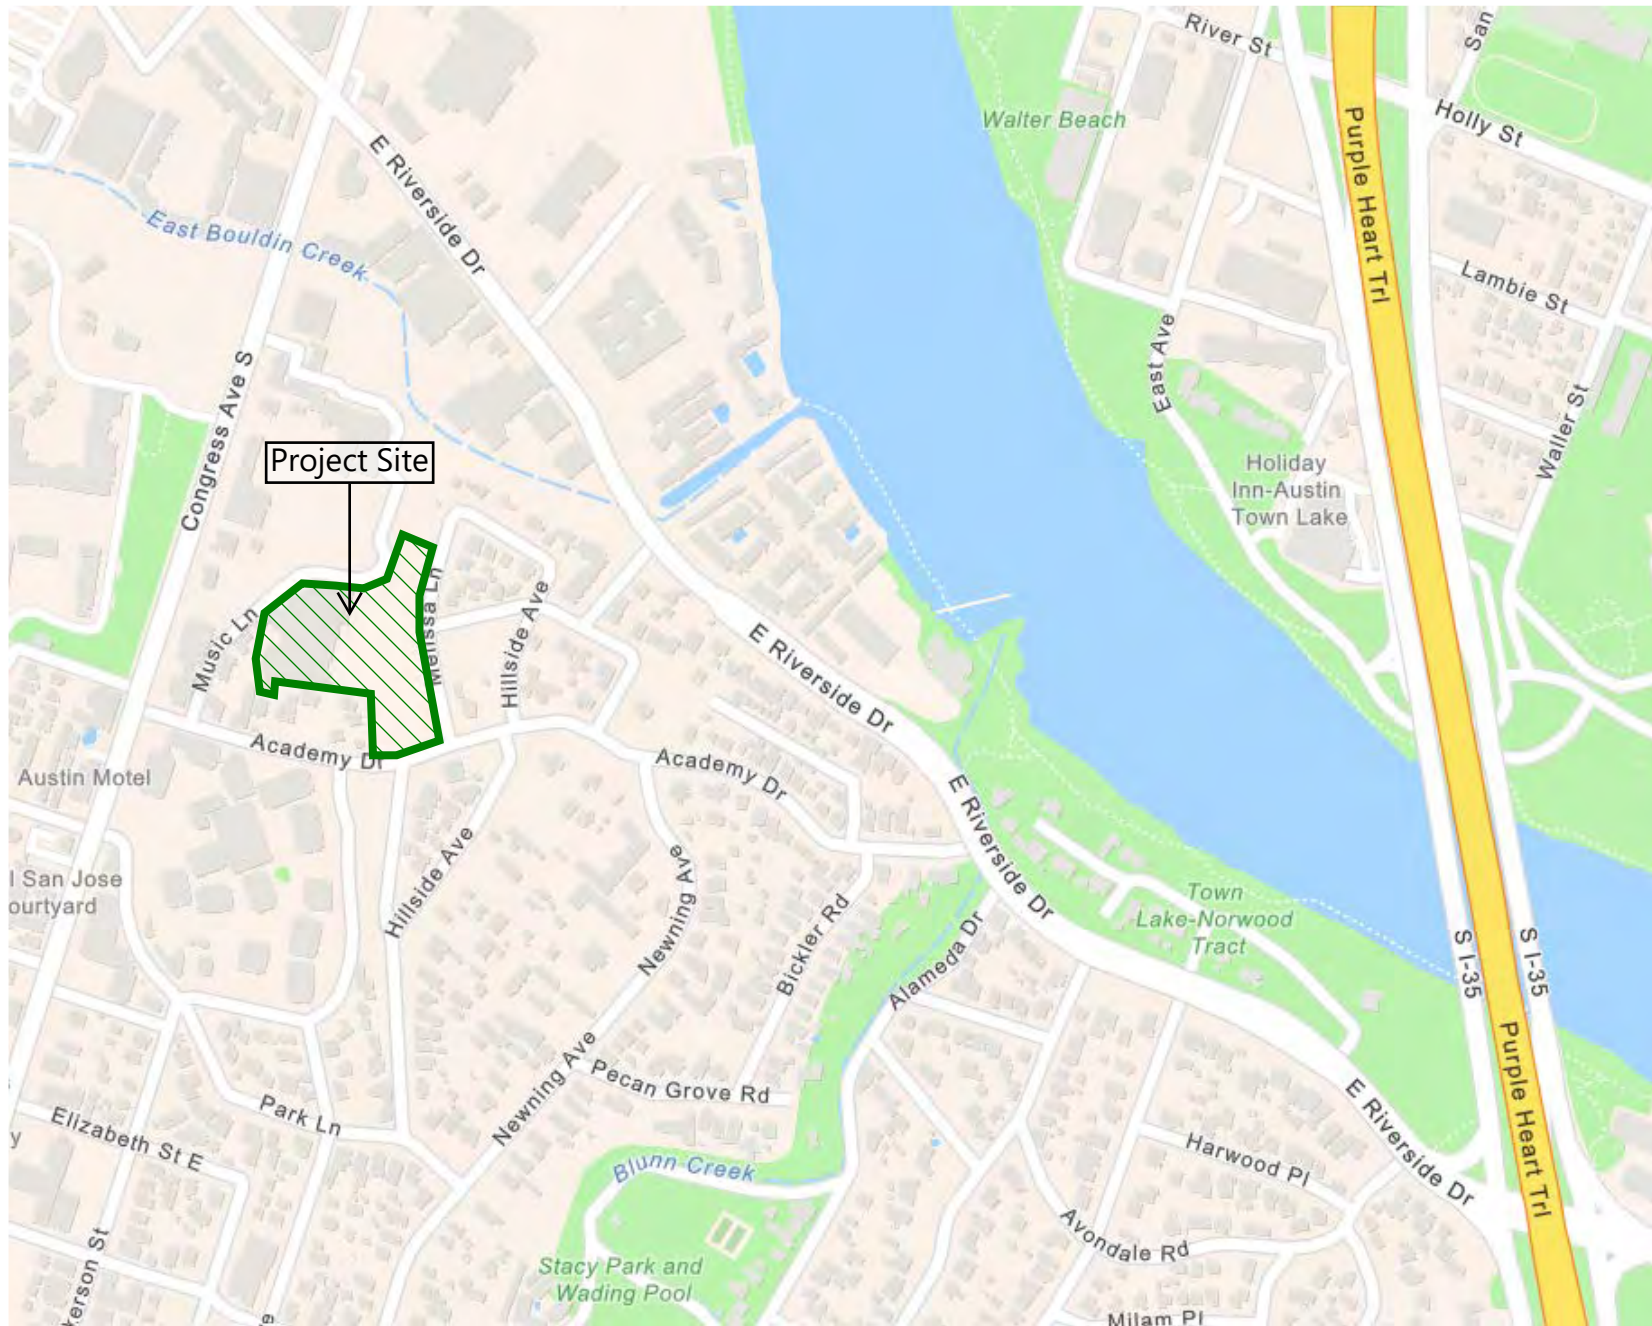 River St
San
Holly St
Walter Beach
Purple Heart Trl
E Riverside Dr
East Bouldin Creek
Lambie St
East Ave
Waller St
Congress Ave S
Project Site
Holiday
Inn-Austin
Town Lake
Melissa Ln
Hillside Ave
Music Ln
E Riverside Dr
Academy Dr
Academy Dr
Austin Motel
E Riverside Dr
Hillside Ave
Newning Ave
l San Jose
ourtyard
Bickler Rd
Alameda Dr
Town
Lake-Norwood
Tract
S I-35
S I-35
Purple Heart Trl
Newning Ave
Pecan Grove Rd
Park Ln
Elizabeth St E
y
E Riverside Dr
Harwood Pl
Blunn Creek
Avondale Rd
Stacy Park and
Wading Pool
kerson St
e
Milam Pl